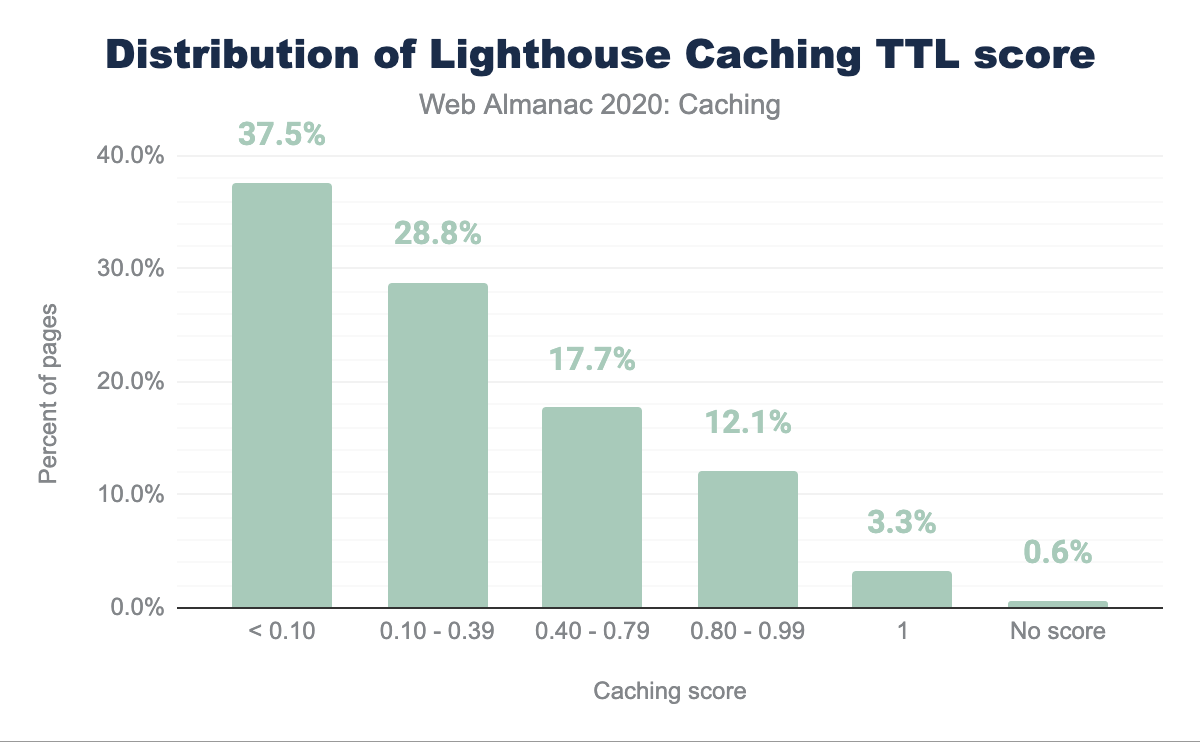 Distribution of Lighthouse Caching TTL score
Web Almanac 2020: Caching
37.5%
28.8%
17.7%
12.1%
3.3%
0.6%
40.0%
30.0%
20.0%
10.0%
0.0%
Percent of pages
< 0.10
0.10 - 0.39
0.40 - 0.79
0.80 - 0.99
1
No score
Caching score